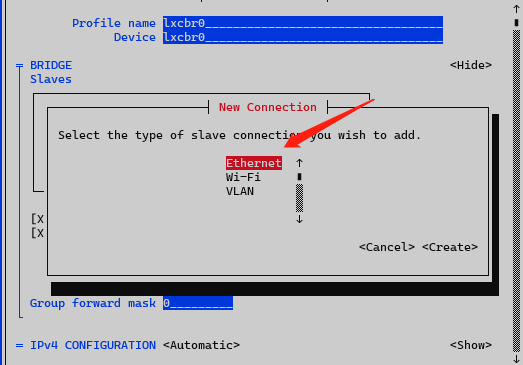 Profile name lxcbr0
Device lxcbr0
BRIDGE <Hide>
Slaves
New Connection
Select the type of slave connection you wish to add.
Ethernet
Wi-Fi
VLAN
[X
[X
<Cancel> <Create>
Group forward mask 0
IPv4 CONFIGURATION <Automatic> <Show>